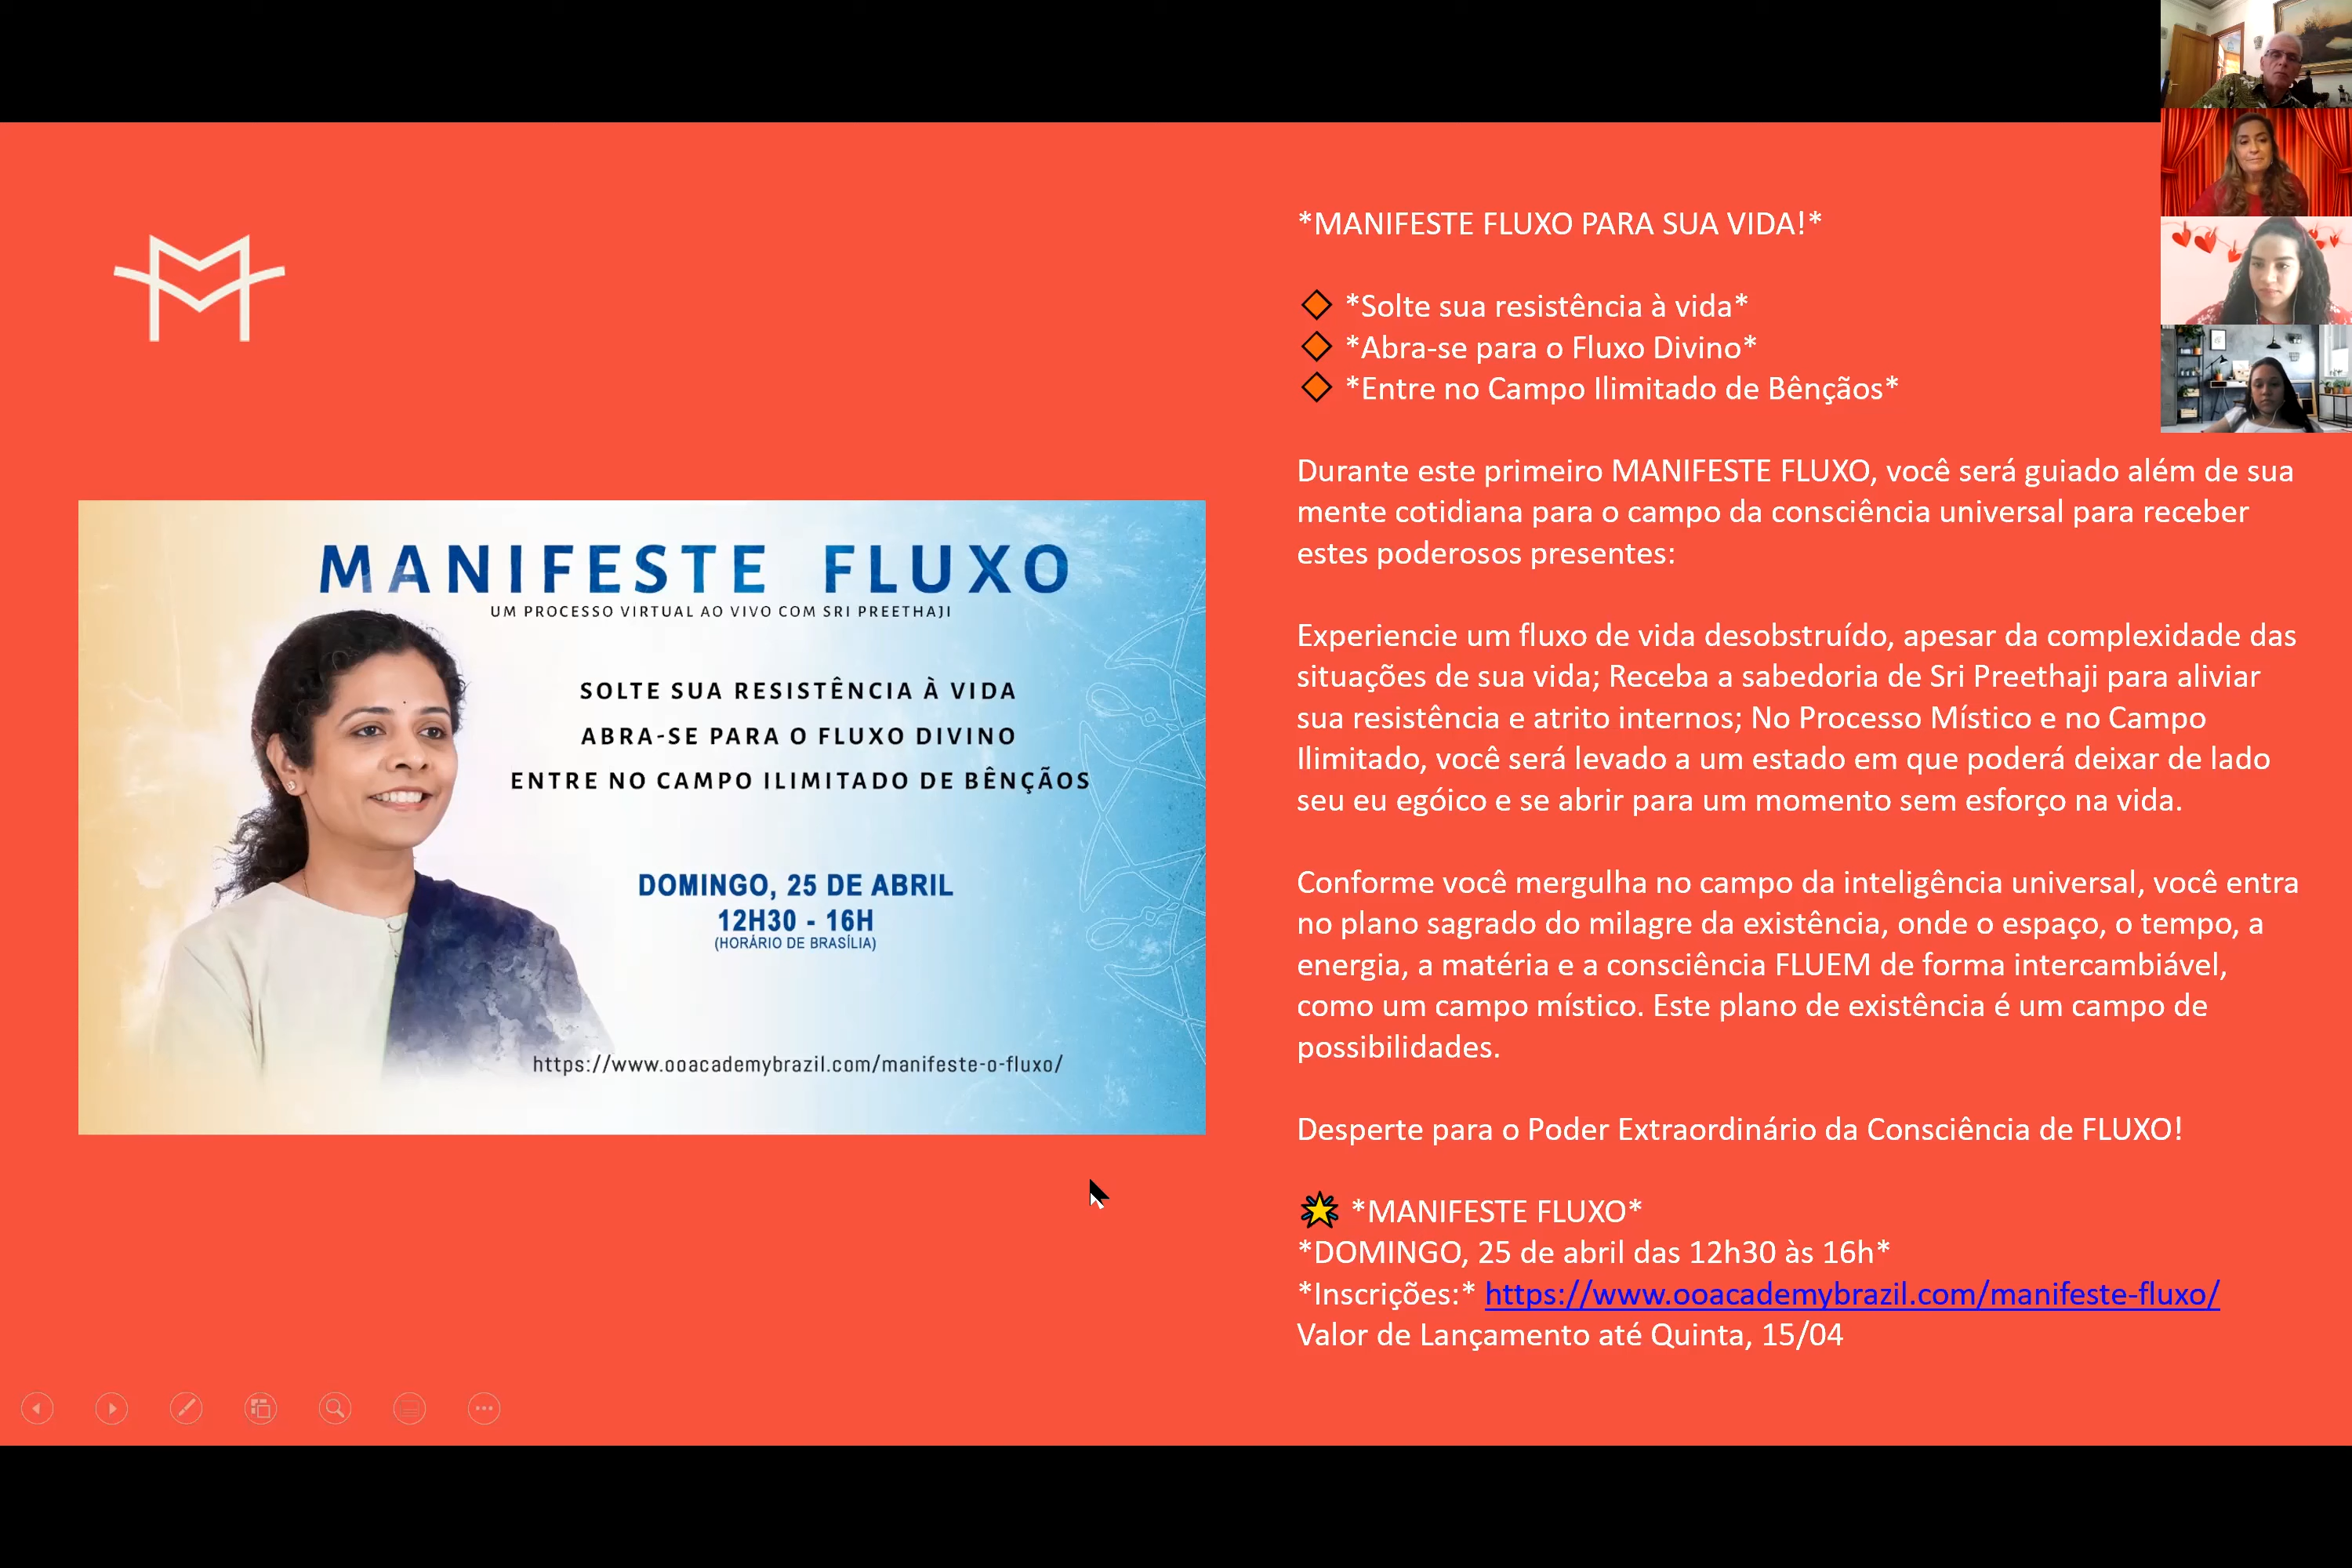 MANIFESTE FLUXO
UM PROCESSO VIRTUAL AO VIVO COM SRI PREETHAJI
SOLTE SUA RESISTÊNCIA À VIDA
ABRA-SE PARA O FLUXO DIVINO
ENTRE NO CAMPO ILIMITADO DE BÊNÇÃOS
DOMINGO, 25 DE ABRIL
12H30 - 16H
(HORÁRIO DE BRASÍLIA)
https://www.ooacademybrazil.com/manifeste-o-fluxo/
*MANIFESTE FLUXO PARA SUA VIDA!*
*Solte sua resistência à vida*
*Abra-se para o Fluxo Divino*
*Entre no Campo Ilimitado de Bênçãos*
Durante este primeiro MANIFESTE FLUXO, você será guiado além de sua
mente cotidiana para o campo da consciência universal para receber
estes poderosos presentes:
Experiencie um fluxo de vida desobstruído, apesar da complexidade das
situações de sua vida; Receba a sabedoria de Sri Preethaji para aliviar
sua resistência e atrito internos; No Processo Místico e no Campo
Ilimitado, você será levado a um estado em que poderá deixar de lado
seu eu egóico e se abrir para um momento sem esforço na vida.
Conforme você mergulha no campo da inteligência universal, você entra
no plano sagrado do milagre da existência, onde o espaço, o tempo, a
energia, a matéria e a consciência FLUEM de forma intercambiável,
como um campo místico. Este plano de existência é um campo de
possibilidades.
Desperte para o Poder Extraordinário da Consciência de FLUXO!
*MANIFESTE FLUXO*
*DOMINGO, 25 de abril das 12h30 às 16h*
*Inscrições:* https://www.ooacademybrazil.com/manifeste-fluxo/
Valor de Lançamento até Quinta, 15/04